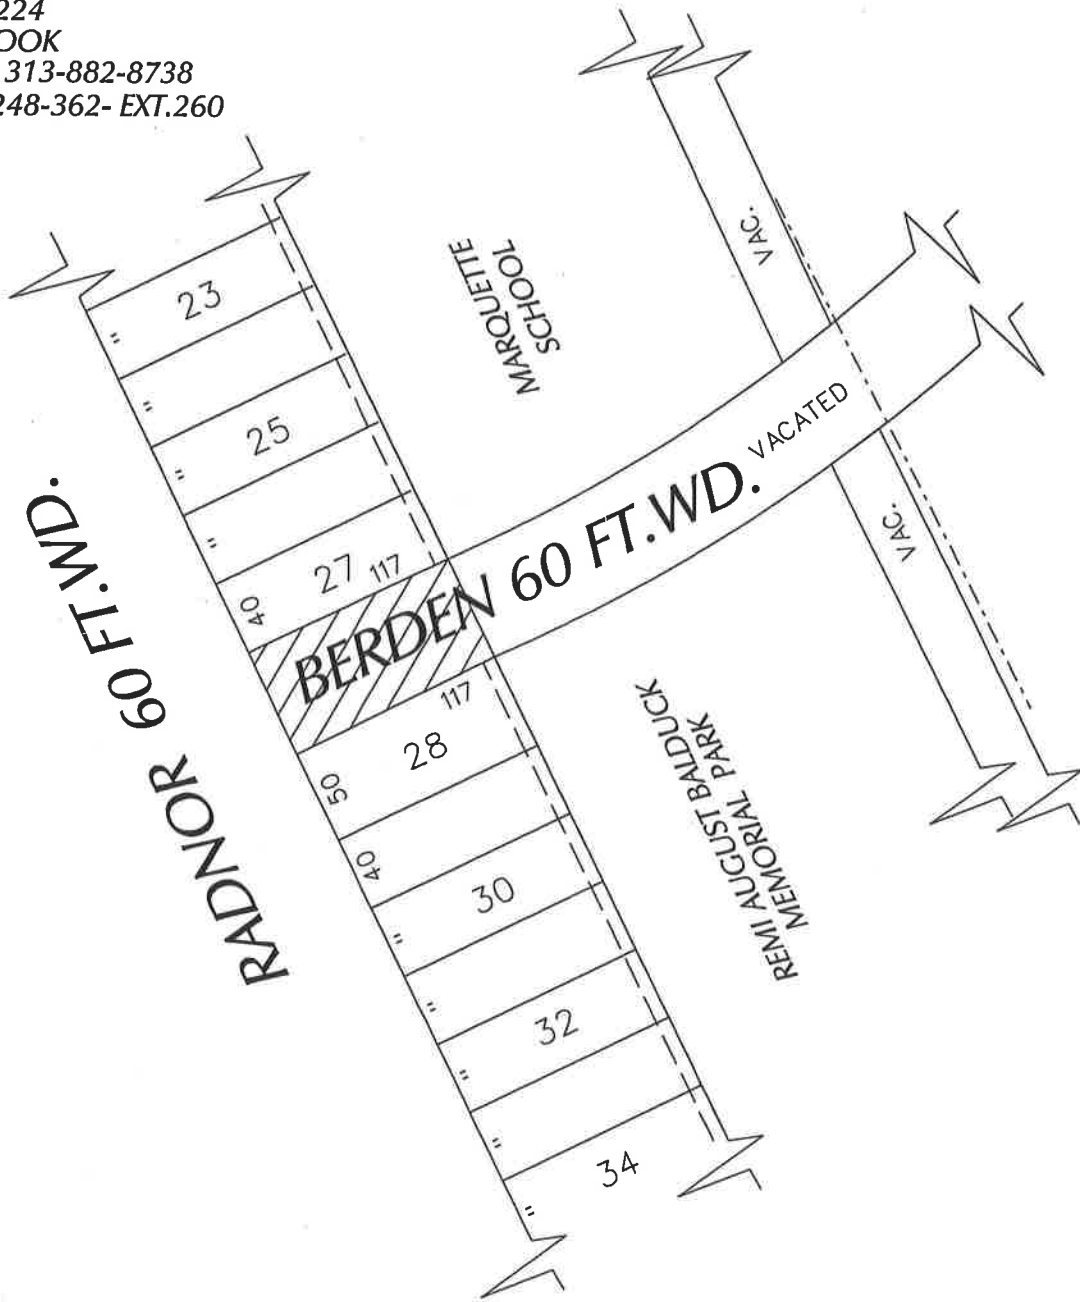 224
OOK
313-882-8738
248-362- EXT.260
23
"
"
25
"
"
27
117
40
RADNOR 60 FT.WD.
BERDEN 60 FT.WD.
VACATED
MARQUETTE
SCHOOL
VAC.
VAC.
117
28
50
40
30
"
"
32
"
"
34
"
REMI AUGUST BALDUCK
MEMORIAL PARK